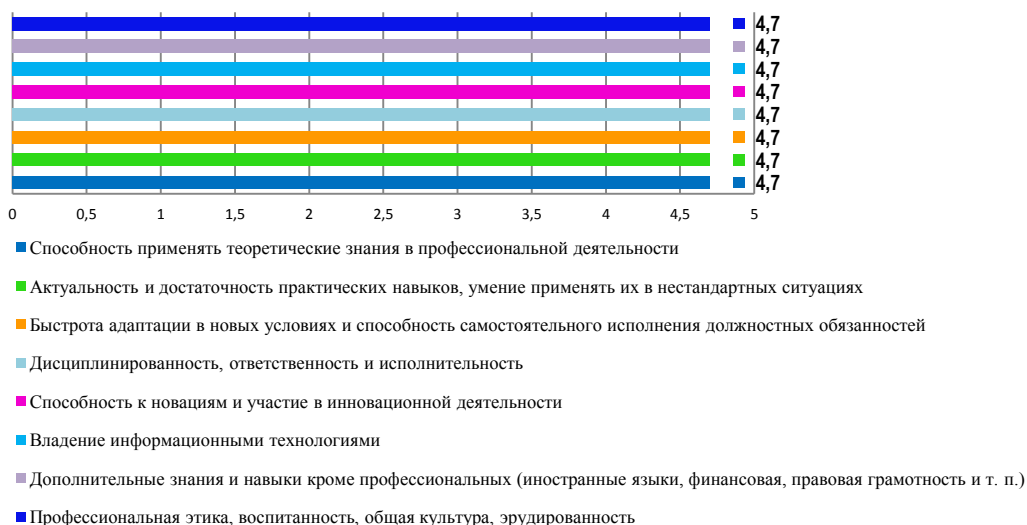 4,7
4,7
4,7
4,7
4,7
4,7
4,7
4,7
0 0,5 1 1,5 2 2,5 3 3,5 4 4,5 5
Способность применять теоретические знания в профессиональной деятельности
Актуальность и достаточность практических навыков, умение применять их в нестандартных ситуациях
Быстрота адаптации в новых условиях и способность самостоятельного исполнения должностных обязанностей
Дисциплинированность, ответственность и исполнительность
Способность к новациям и участие в инновационной деятельности
Владение информационными технологиями
Дополнительные знания и навыки кроме профессиональных (иностранные языки, финансовая, правовая грамотность и т. п.)
Профессиональная этика, воспитанность, общая культура, эрудированность